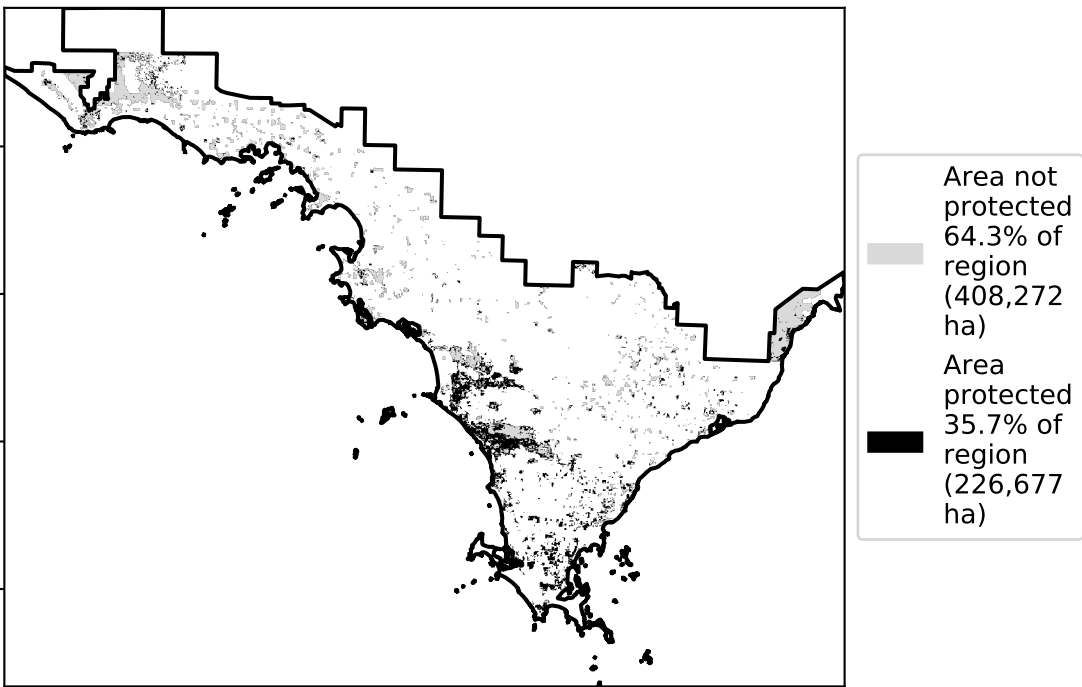 Area not
protected
64.3% of
region
(408,272
ha)
Area
protected
35.7% of
region
(226,677
ha)